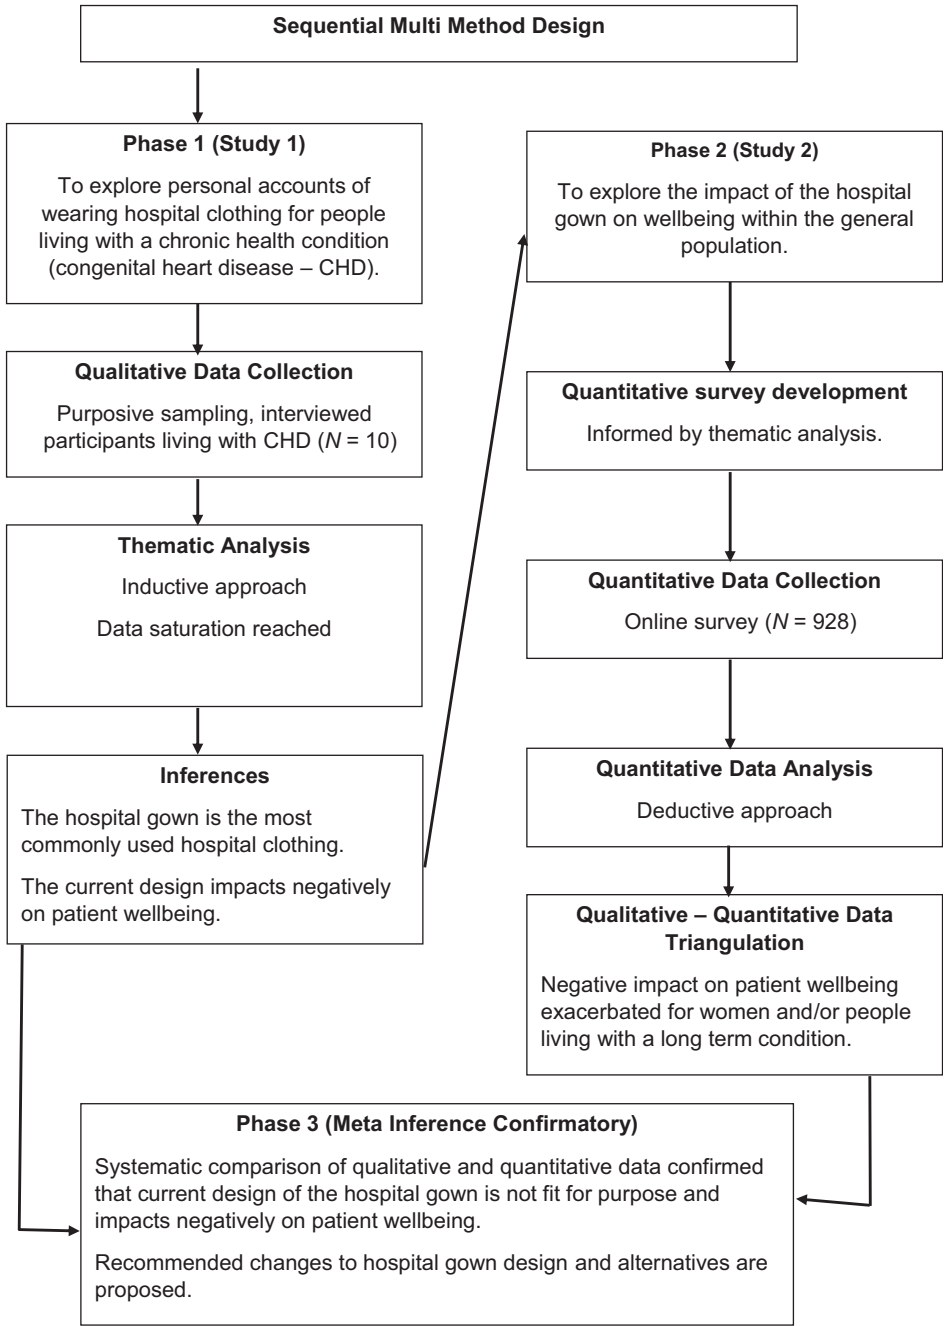 Sequential Multi Method Design
Phase 1 (Study 1)
To explore personal accounts of
wearing hospital clothing for people
living with a chronic health condition
(congenital heart disease – CHD).
Qualitative Data Collection
Purposive sampling, interviewed
participants living with CHD (N = 10)
Thematic Analysis
Inductive approach
Data saturation reached
Inferences
The hospital gown is the most
commonly used hospital clothing.
The current design impacts negatively
on patient wellbeing.
Phase 2 (Study 2)
To explore the impact of the hospital
gown on wellbeing within the general
population.
Quantitative survey development
Informed by thematic analysis.
Quantitative Data Collection
Online survey (N = 928)
Quantitative Data Analysis
Deductive approach
Qualitative – Quantitative Data
Triangulation
Negative impact on patient wellbeing
exacerbated for women and/or people
living with a long term condition.
Phase 3 (Meta Inference Confirmatory)
Systematic comparison of qualitative and quantitative data confirmed
that current design of the hospital gown is not fit for purpose and
impacts negatively on patient wellbeing.
Recommended changes to hospital gown design and alternatives are
proposed.